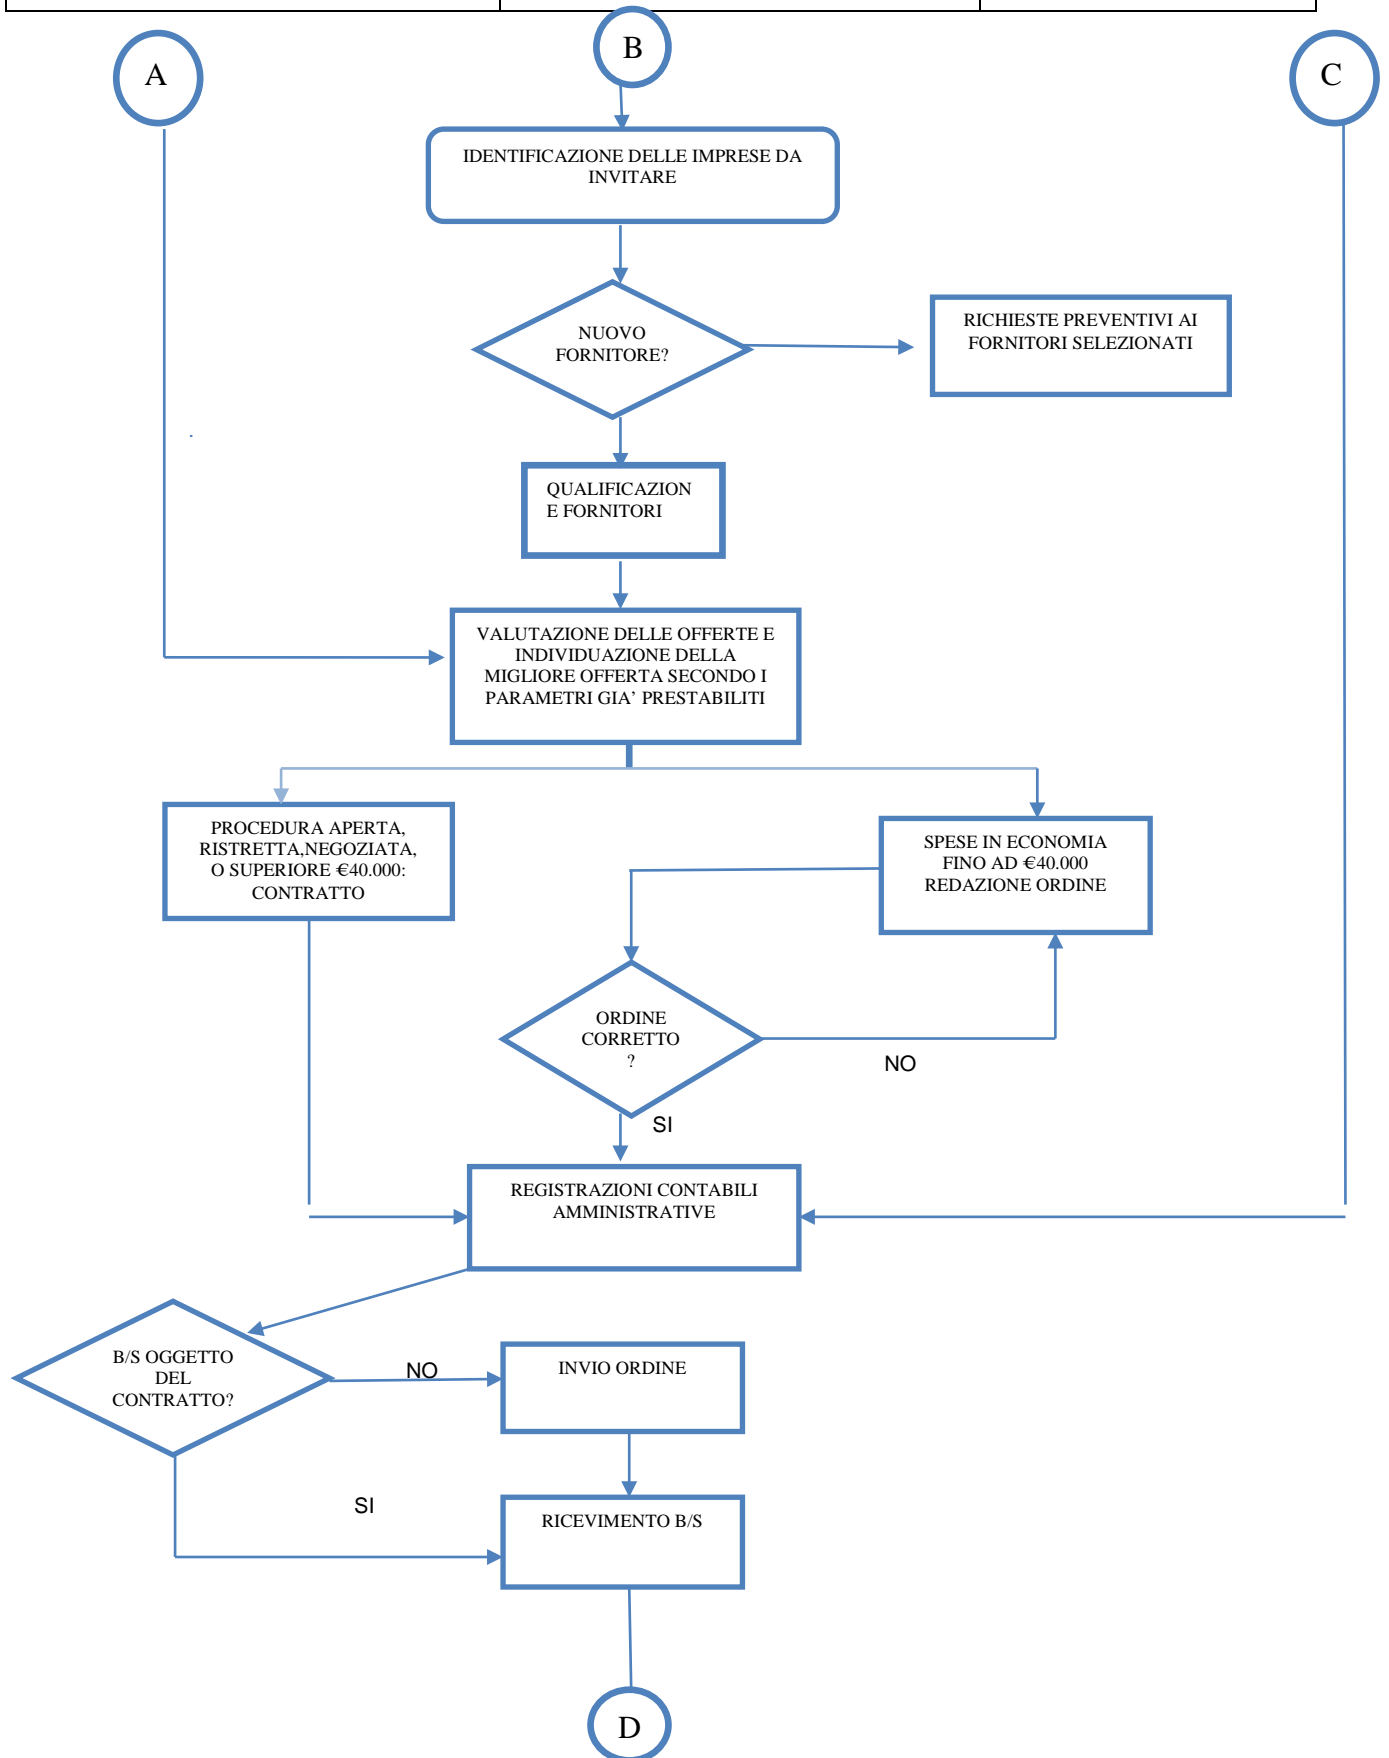 A
B
C
IDENTIFICAZIONE DELLE IMPRESE DA
INVITARE
NUOVO
FORNITORE?
RICHIESTE PREVENTIVI AI
FORNITORI SELEZIONATI
QUALIFICAZION
E FORNITORI
VALUTAZIONE DELLE OFFERTE E
INDIVIDUAZIONE DELLA
MIGLIORE OFFERTA SECONDO I
PARAMETRI GIA’ PRESTABILITI
PROCEDURA APERTA,
RISTRETTA,NEGOZIATA,
O SUPERIORE €40.000:
CONTRATTO
SPESE IN ECONOMIA
FINO AD €40.000
REDAZIONE ORDINE
ORDINE
CORRETTO
?
NO
SI
REGISTRAZIONI CONTABILI
AMMINISTRATIVE
B/S OGGETTO
DEL
CONTRATTO?
NO
INVIO ORDINE
SI
RICEVIMENTO B/S
D